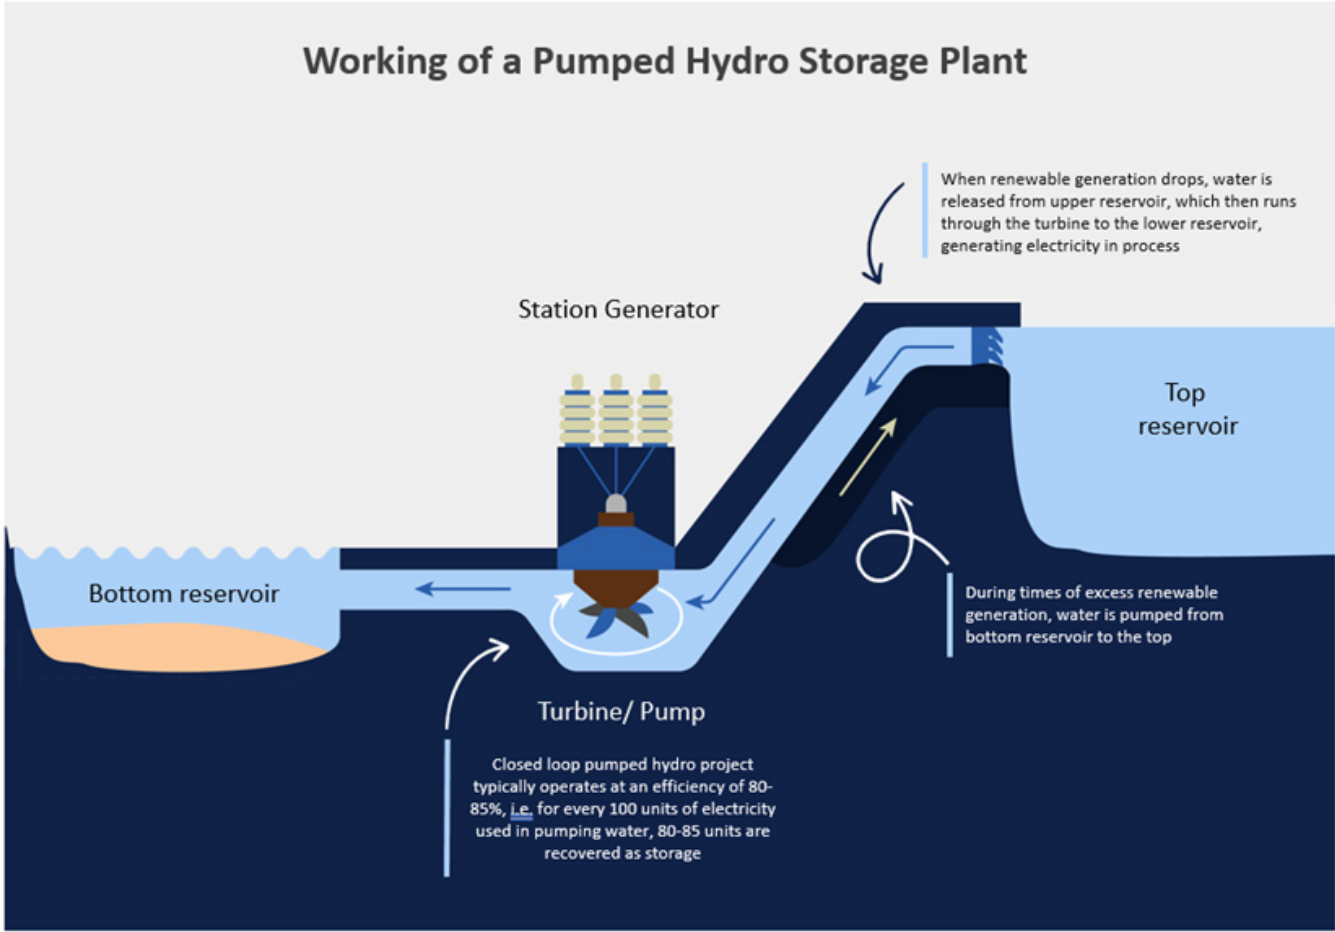 Working of a Pumped Hydro Storage Plant
When renewable generation drops, water is
released from upper reservoir, which then runs
through the turbine to the lower reservoir,
generating electricity in process
Station Generator
Top
reservoir
Bottom reservoir
During times of excess renewable
generation, water is pumped from
bottom reservoir to the top
Turbine/ Pump
Closed loop pumped hydro project
typically operates at an efficiency of 80-
85%, i.e. for every 100 units of electricity
used in pumping water, 80-85 units are
recovered as storage